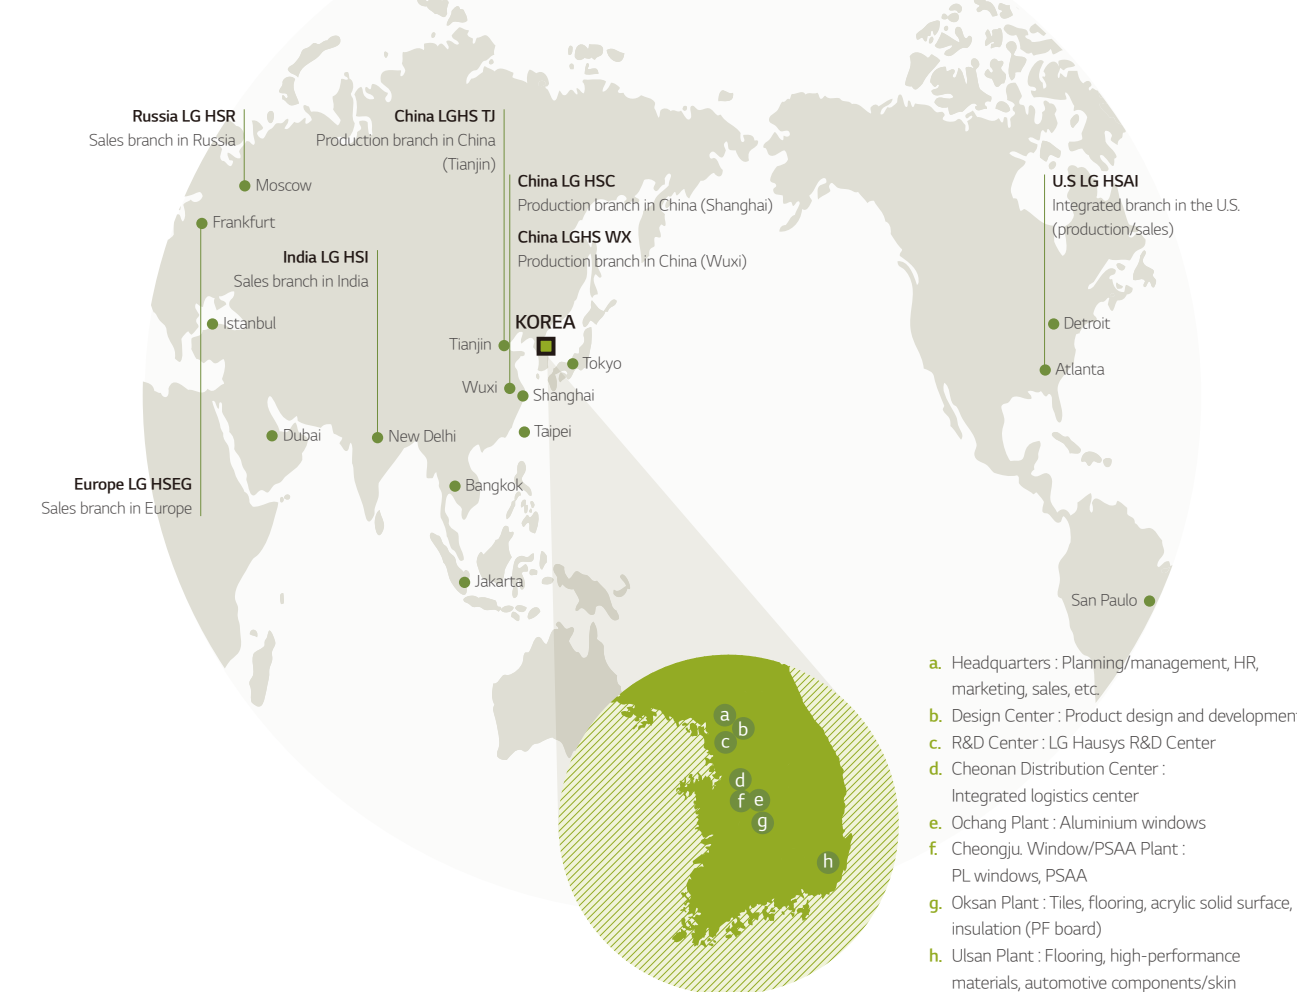 Russia LG HSR
Sales branch in Russia
China LGHS TJ
Production branch in China
(Tianjin)
China LG HSC
Production branch in China (Shanghai)
China LGHS WX
Production branch in China (Wuxi)
U.S LG HSAI
Integrated branch in the U.S.
(production/sales)
Moscow
Frankfurt
India LG HSI
Sales branch in India
Istanbul
KOREA
Tianjin
Tokyo
Wuxi
Shanghai
Detroit
Atlanta
Dubai
New Delhi
Taipei
Europe LG HSEG
Sales branch in Europe
Bangkok
Jakarta
San Paulo
a
b
c
d
f
e
g
h
a. Headquarters : Planning/management, HR,
marketing, sales, etc.
b. Design Center : Product design and development
c. R&D Center : LG Hausys R&D Center
d. Cheonan Distribution Center :
Integrated logistics center
e. Ochang Plant : Aluminium windows
f. Cheongju. Window/PSAA Plant :
PL windows, PSAA
g. Oksan Plant : Tiles, flooring, acrylic solid surface,
insulation (PF board)
h. Ulsan Plant : Flooring, high-performance
materials, automotive components/skin